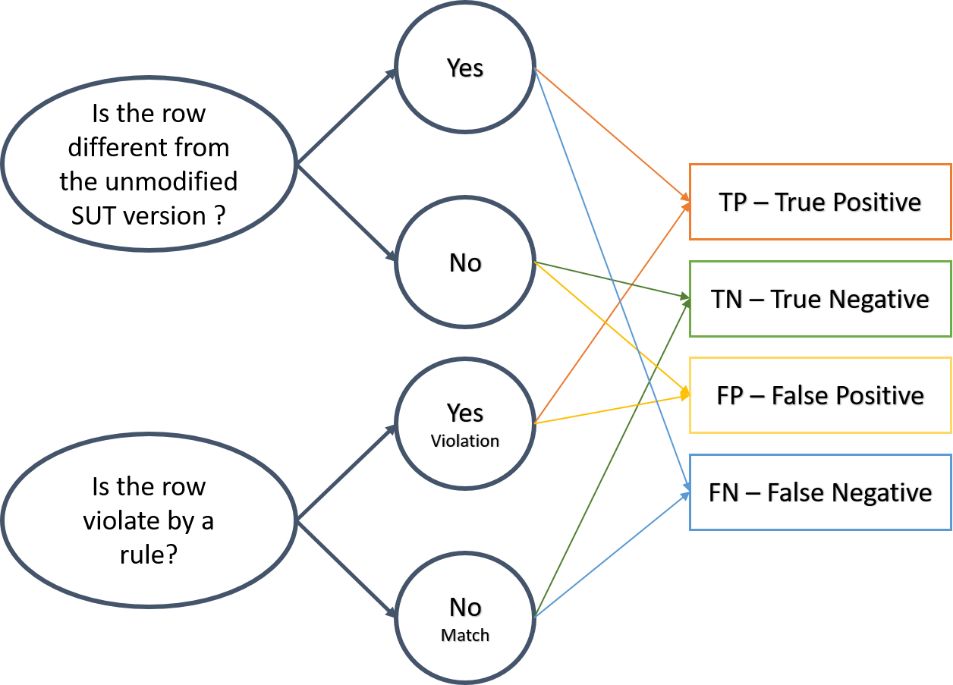 Is the row
different from
the unmodified
SUT version ?
Yes
No
TP – True Positive
TN – True Negative
FP – False Positive
FN – False Negative
Is the row
violate by a
rule?
Yes
Violation
No
Match